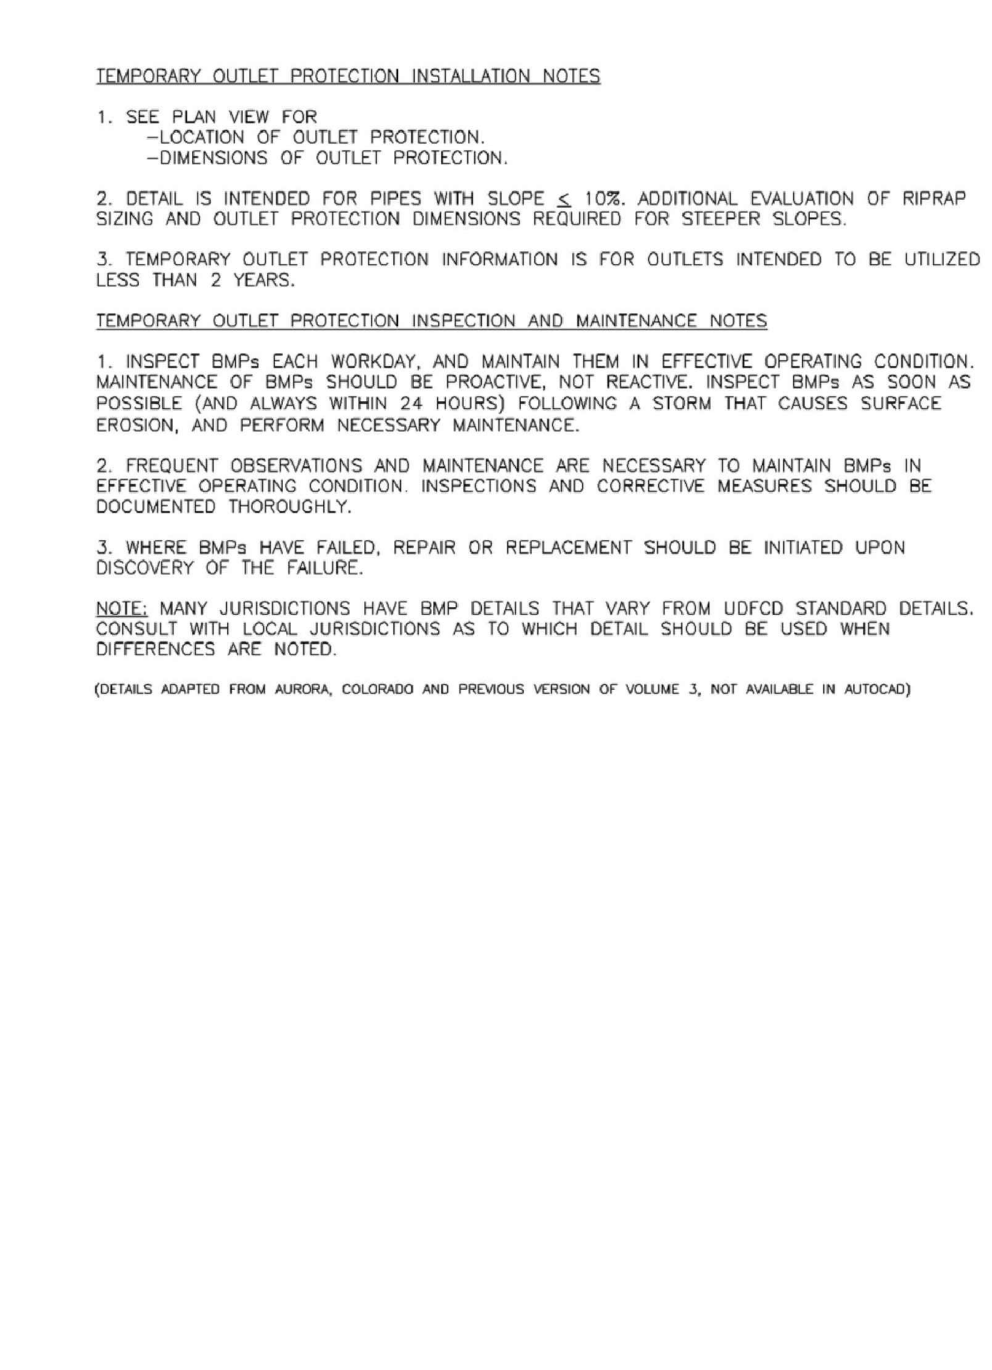 TEMPORARY OUTLET PROTECTION INSTALLATION NOTES
1. SEE PLAN VIEW FOR
–LOCATION OF OUTLET PROTECTION.
–DIMENSIONS OF OUTLET PROTECTION.
2. DETAIL IS INTENDED FOR PIPES WITH SLOPE ≤ 10%. ADDITIONAL EVALUATION OF RIPRAP
SIZING AND OUTLET PROTECTION DIMENSIONS REQUIRED FOR STEEPER SLOPES.
3. TEMPORARY OUTLET PROTECTION INFORMATION IS FOR OUTLETS INTENDED TO BE UTILIZED
LESS THAN 2 YEARS.
TEMPORARY OUTLET PROTECTION INSPECTION AND MAINTENANCE NOTES
1. INSPECT BMPs EACH WORKDAY, AND MAINTAIN THEM IN EFFECTIVE OPERATING CONDITION.
MAINTENANCE OF BMPs SHOULD BE PROACTIVE, NOT REACTIVE. INSPECT BMPs AS SOON AS
POSSIBLE (AND ALWAYS WITHIN 24 HOURS) FOLLOWING A STORM THAT CAUSES SURFACE
EROSION, AND PERFORM NECESSARY MAINTENANCE.
2. FREQUENT OBSERVATIONS AND MAINTENANCE ARE NECESSARY TO MAINTAIN BMPs IN
EFFECTIVE OPERATING CONDITION. INSPECTIONS AND CORRECTIVE MEASURES SHOULD BE
DOCUMENTED THOROUGHLY.
3. WHERE BMPs HAVE FAILED, REPAIR OR REPLACEMENT SHOULD BE INITIATED UPON
DISCOVERY OF THE FAILURE.
NOTE: MANY JURISDICTIONS HAVE BMP DETAILS THAT VARY FROM UDFCD STANDARD DETAILS.
CONSULT WITH LOCAL JURISDICTIONS AS TO WHICH DETAIL SHOULD BE USED WHEN
DIFFERENCES ARE NOTED.
(DETAILS ADAPTED FROM AURORA, COLORADO AND PREVIOUS VERSION OF VOLUME 3, NOT AVAILABLE IN AUTOCAD)